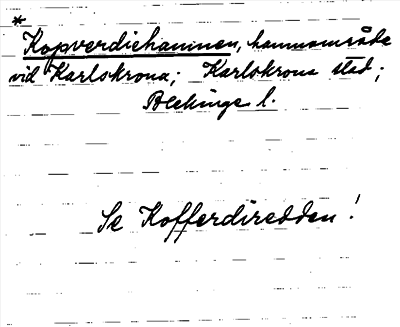 *
Kopverdiehamnen, hamnområde
vid Karlskrona; Karlskrona stad;
Blekinge l.
Se Kofferdiredden!